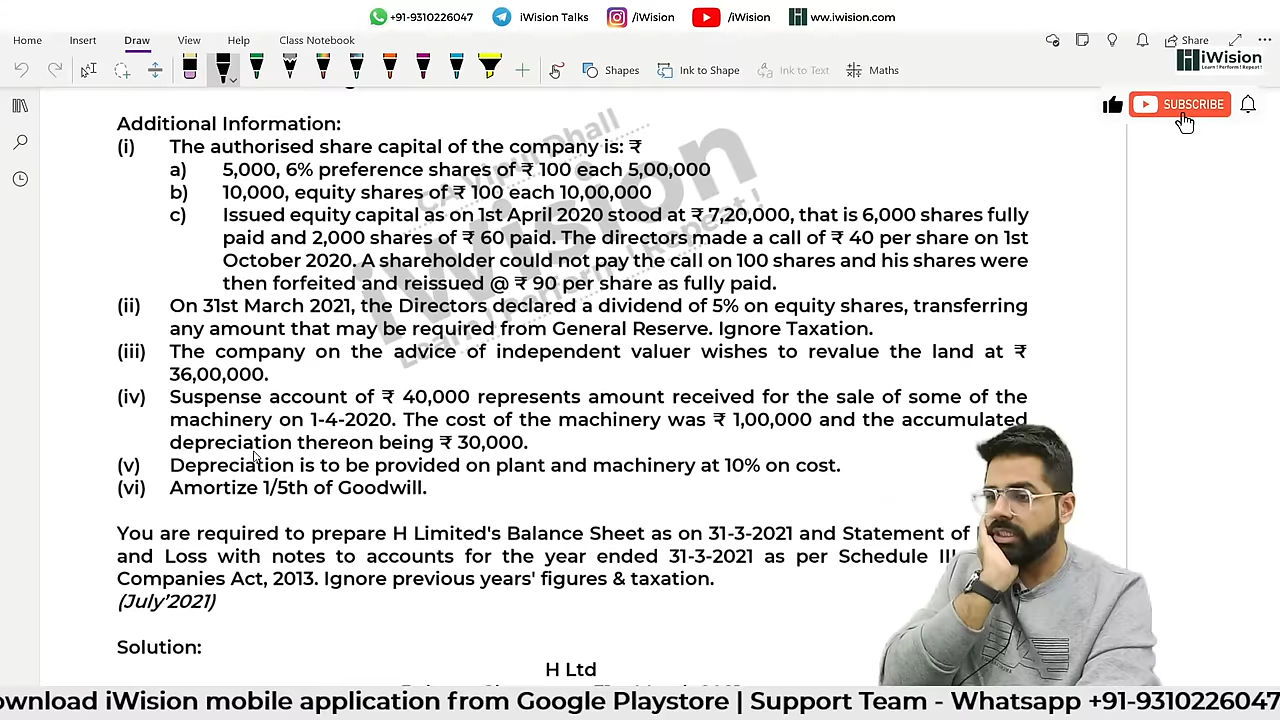 +91-9310226047 iWision Talks /iWision /iWision ww.iwision.com
Home Insert Draw View Help Class Notebook Share
Shapes Ink to Shape Ink to Text Maths
iWision
Learn ! Perform ! Repeat !
SUBSCRIBE
Additional Information:
(i) The authorised share capital of the company is: ₹
a) 5,000, 6% preference shares of ₹ 100 each 5,00,000
b) 10,000, equity shares of ₹ 100 each 10,00,000
c) Issued equity capital as on 1st April 2020 stood at ₹ 7,20,000, that is 6,000 shares fully
paid and 2,000 shares of ₹ 60 paid. The directors made a call of ₹ 40 per share on 1st
October 2020. A shareholder could not pay the call on 100 shares and his shares were
then forfeited and reissued @ ₹ 90 per share as fully paid.
(ii) On 31st March 2021, the Directors declared a dividend of 5% on equity shares, transferring
any amount that may be required from General Reserve. Ignore Taxation.
(iii) The company on the advice of independent valuer wishes to revalue the land at ₹
36,00,000.
(iv) Suspense account of ₹ 40,000 represents amount received for the sale of some of the
machinery on 1-4-2020. The cost of the machinery was ₹ 1,00,000 and the accumulated
depreciation thereon being ₹ 30,000.
(v) Depreciation is to be provided on plant and machinery at 10% on cost.
(vi) Amortize 1/5th of Goodwill.
You are required to prepare H Limited's Balance Sheet as on 31-3-2021 and Statement of
and Loss with notes to accounts for the year ended 31-3-2021 as per Schedule
Companies Act, 2013. Ignore previous years' figures & taxation.
(July'2021)
Solution:
H Ltd
ownload iWision mobile application from Google Playstore | Support Team - Whatsapp +91-9310226047